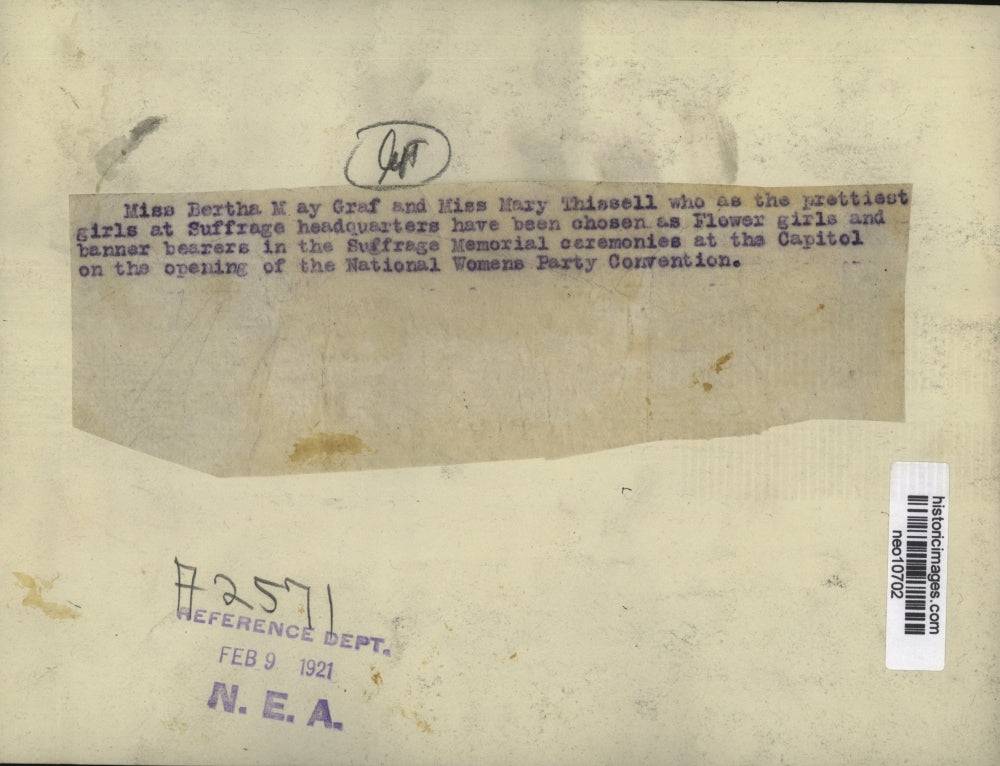 left
Miss Bertha M ay Graf and Miss Mary Thissell who as the prettiest
girls at Suffrage headquarters have been chosen as Flower girls and
banner bearers in the Suffrage Memorial ceremonies at the Capitol
on the opening of the National Womens Party Convention.
historicimages.com
neo10702
A2571
REFERENCE DEPT.
FEB 9 1921
N. E. A.